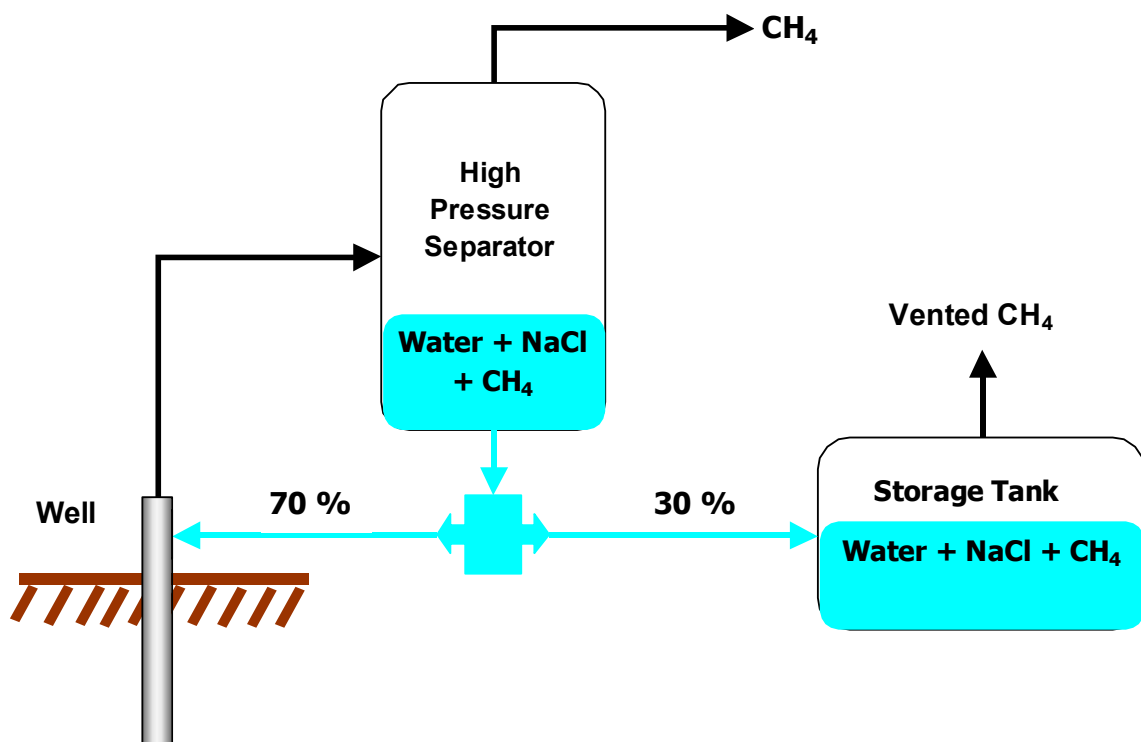 CH₄
High
Pressure
Separator
Water + NaCl
+ CH₄
Vented CH₄
Well
70 %
30 %
Storage Tank
Water + NaCl + CH₄